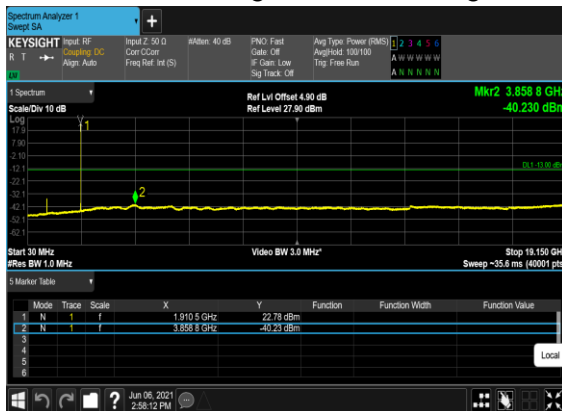 Spectrum Analyzer 1
Swept SA
KEYSIGHT Input: RF Input Z: 50 Ω #Atten: 40 dB PNO: Fast Avg Type: Power (RMS) 1 2 3 4 5 6
R T Coupling: DC Corr CCorr Gate: Off Avg|Hold: 100/100 A W W W W W
Align: Auto Freq Ref: Int (S) IF Gain: Low Trig: Free Run
LXI Sig Track: Off A N N N N N
1 Spectrum
Ref Lvl Offset 4.90 dB Mkr2 3.858 8 GHz
Scale/Div 10 dB Ref Level 27.90 dBm -40.230 dBm
Log
17.9 1
7.90
-2.10
-12.1 DL1 -13.00 dBm
-22.1
-32.1 2
-42.1
-52.1
-62.1
Start 30 MHz Video BW 3.0 MHz* Stop 19.150 GHz
#Res BW 1.0 MHz Sweep ~35.6 ms (40001 pts)
5 Marker Table
Mode Trace Scale X Y Function Function Width Function Value
1 N 1 f 1.910 5 GHz 22.78 dBm
2 N 1 f 3.858 8 GHz -40.23 dBm
3
4
5 Local
6
? Jun 06, 2021
2:58:12 PM